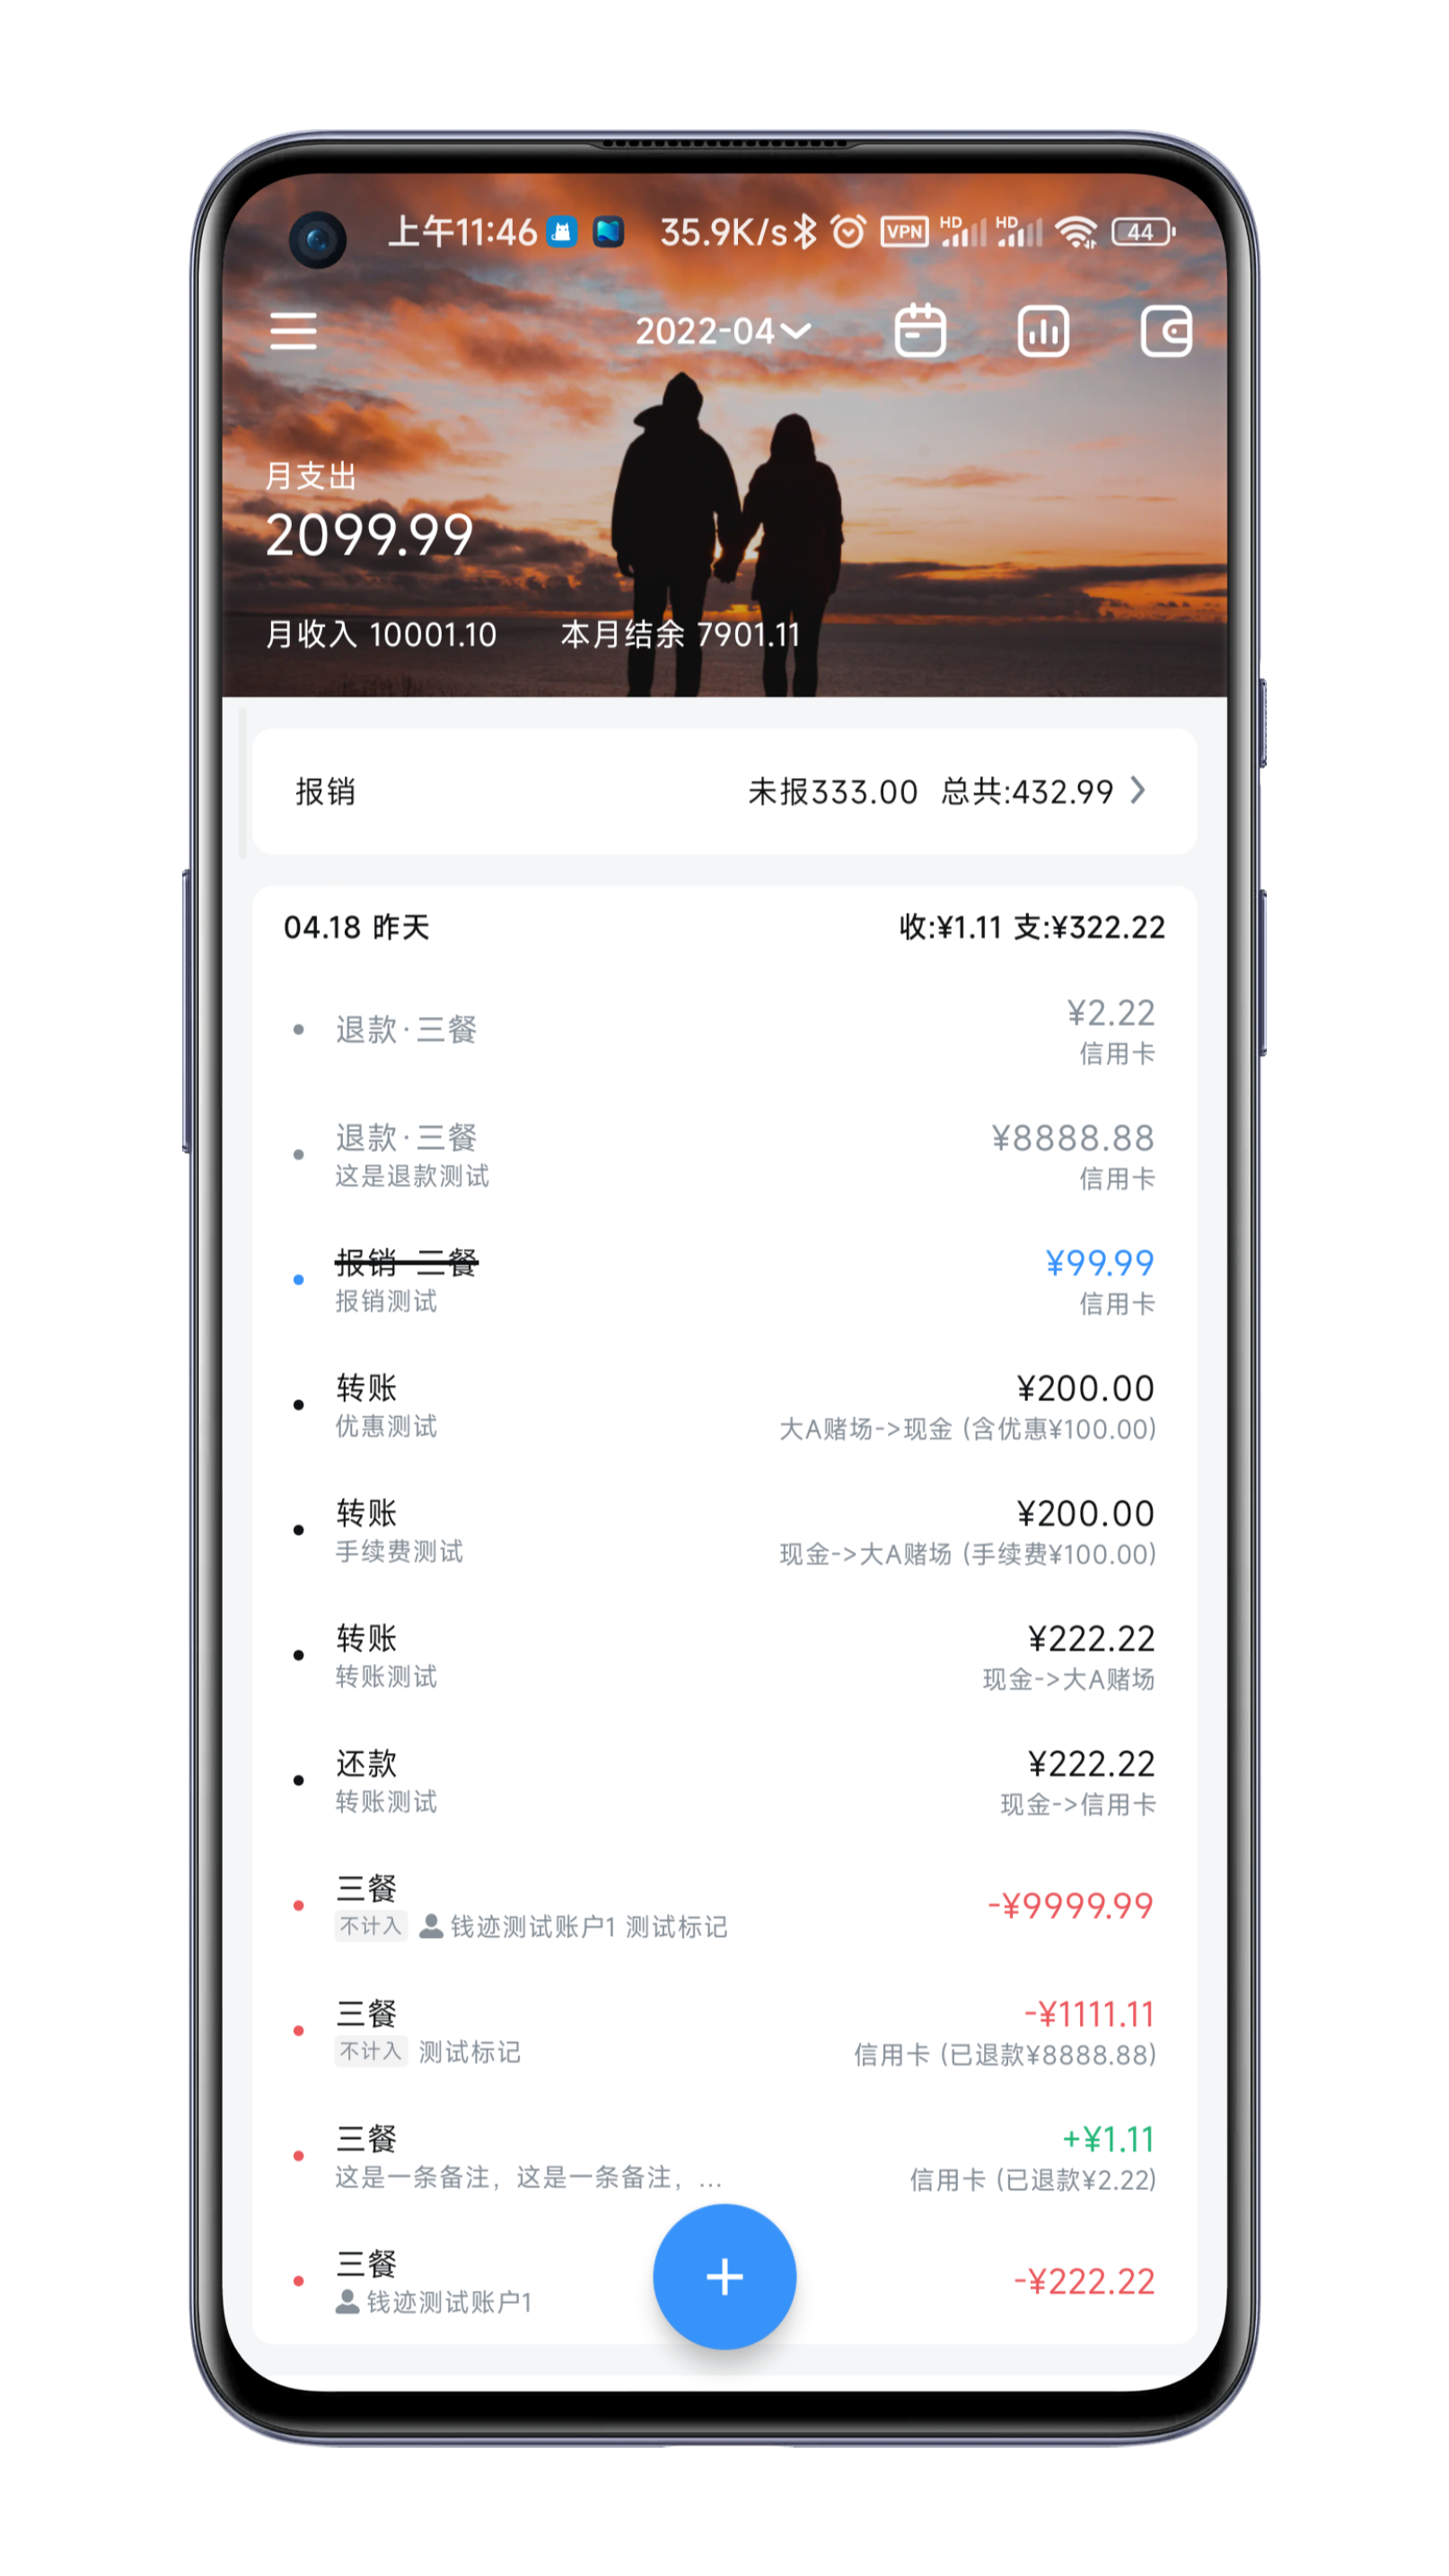 上午11:46 35.9K/s VPN HD HD 44
2022-04
月支出
2099.99
月收入 10001.10 本月结余 7901.11
报销 未报333.00 总共:432.99
04.18 昨天 收:¥1.11 支:¥322.22
退款·三餐 ¥2.22
信用卡
退款·三餐 ¥8888.88
这是退款测试 信用卡
报销·三餐 ¥99.99
报销测试 信用卡
转账 ¥200.00
优惠测试 大A赌场->现金 (含优惠¥100.00)
转账 ¥200.00
手续费测试 现金->大A赌场 (手续费¥100.00)
转账 ¥222.22
转账测试 现金->大A赌场
还款 ¥222.22
转账测试 现金->信用卡
三餐 -¥9999.99
不计入 钱迹测试账户1 测试标记
三餐 -¥1111.11
不计入 测试标记 信用卡 (已退款¥8888.88)
三餐 +¥1.11
这是一条备注，这是一条备注，... 信用卡 (已退款¥2.22)
三餐 -¥222.22
钱迹测试账户1